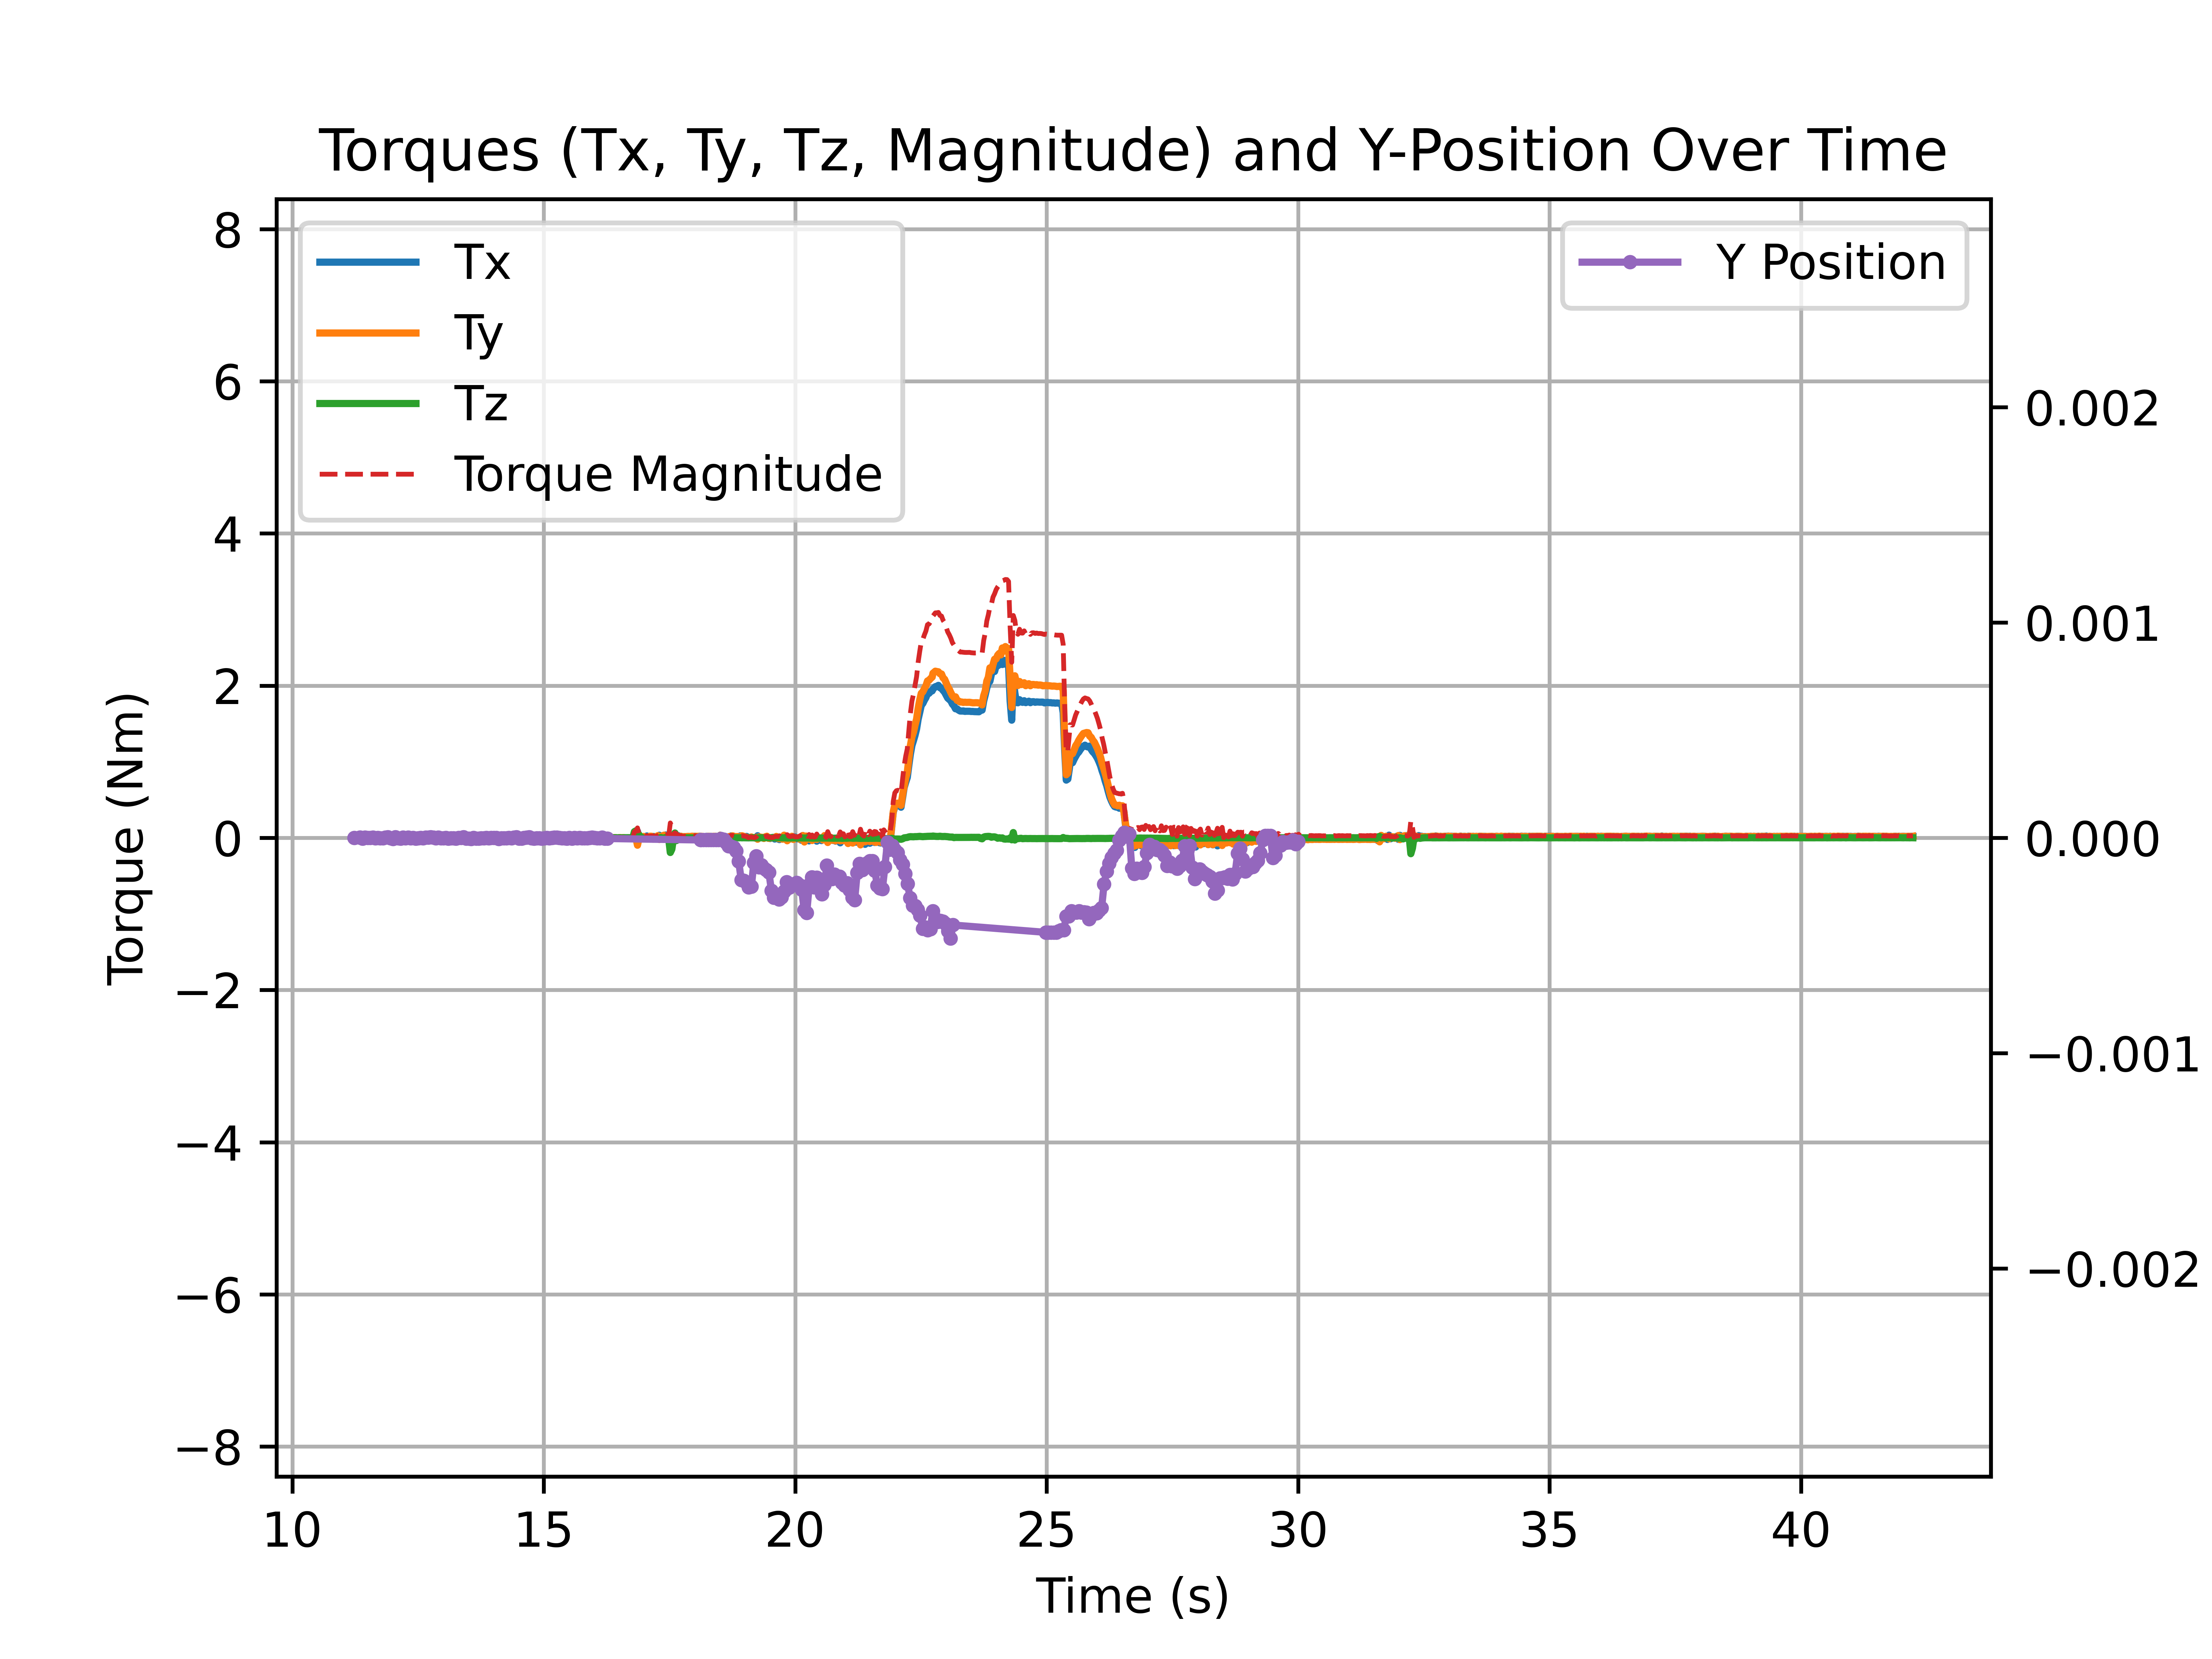 Torques (Tx, Ty, Tz, Magnitude) and Y-Position Over Time
Tx
Ty
Tz
Torque Magnitude
Y Position
8
6
4
2
0
−2
−4
−6
−8
Torque (Nm)
0.002
0.001
0.000
−0.001
−0.002
10 15 20 25 30 35 40
Time (s)